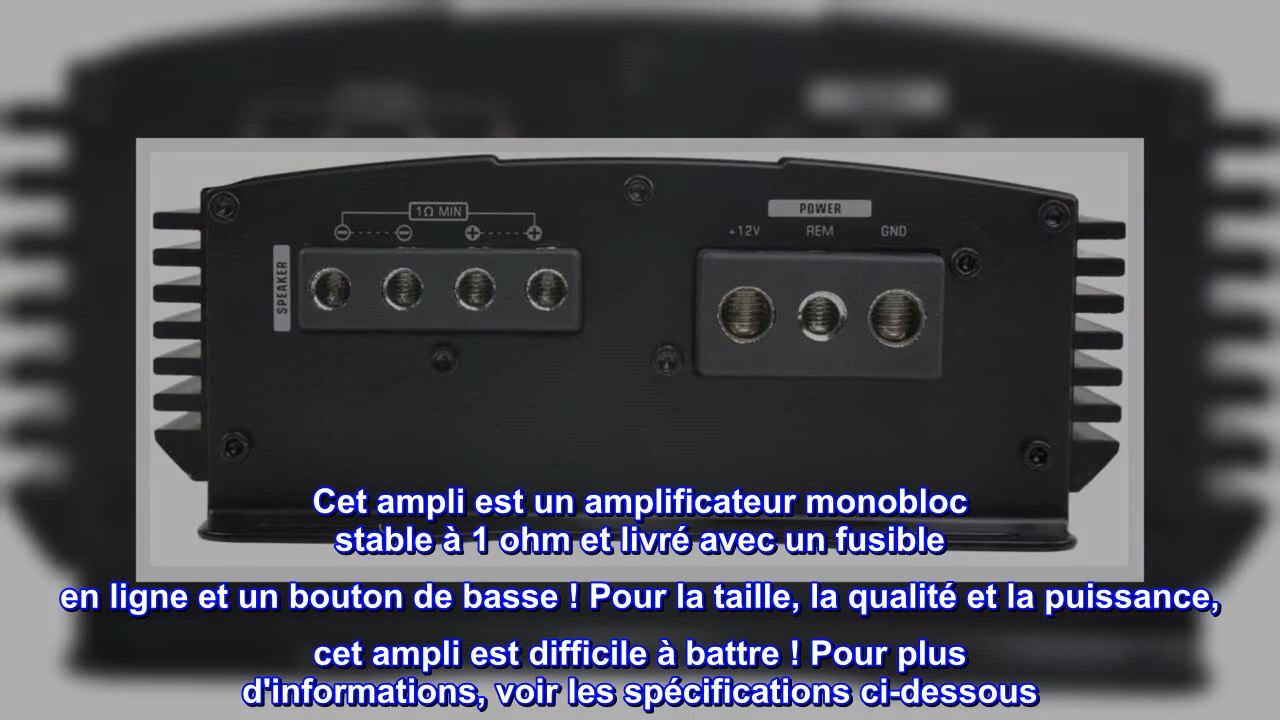 1Ω MIN
POWER
+12V REM GND
SPEAKER
Cet ampli est un amplificateur monobloc
stable à 1 ohm et livré avec un fusible
en ligne et un bouton de basse ! Pour la taille, la qualité et la puissance,
cet ampli est difficile à battre ! Pour plus
d'informations, voir les spécifications ci-dessous